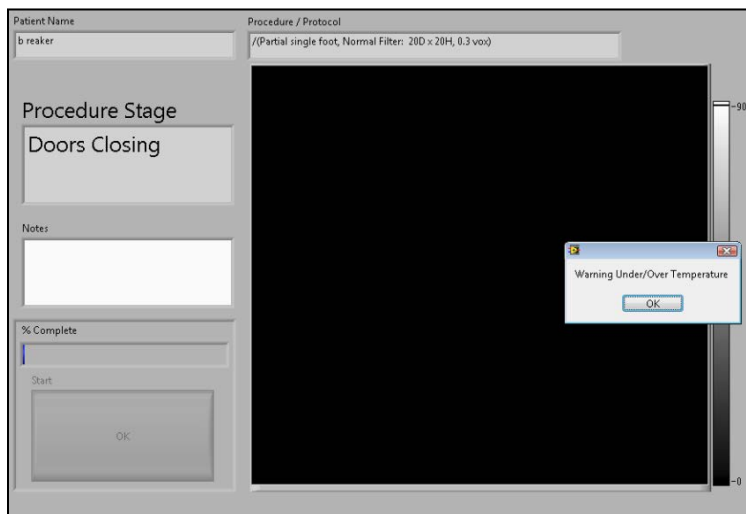 Patient Name
b reaker
Procedure / Protocol
/(Partial single foot, Normal Filter:  20D x 20H, 0.3 vox)
Procedure Stage
Doors Closing
Notes
% Complete
Start
OK
-90
-0
Warning Under/Over Temperature
OK